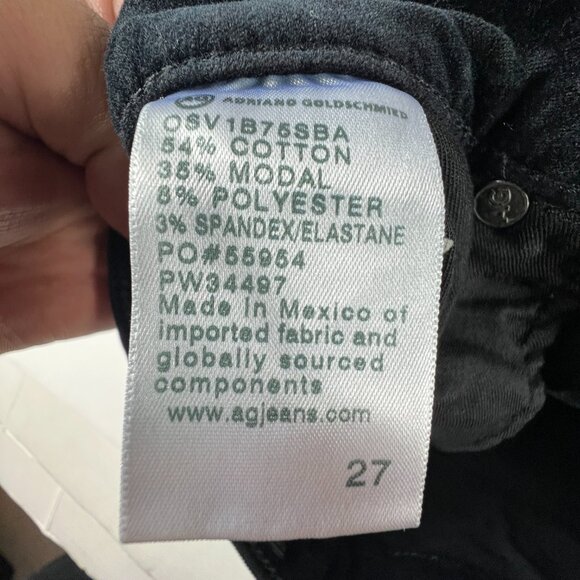 AG ADRIANO GOLDSCHMIED
OSV1B75SBA
54% COTTON
35% MODAL
8% POLYESTER
3% SPANDEX/ELASTANE
PO#55954
PW34497
Made in Mexico of
imported fabric and
globally sourced
components
www.agjeans.com
27